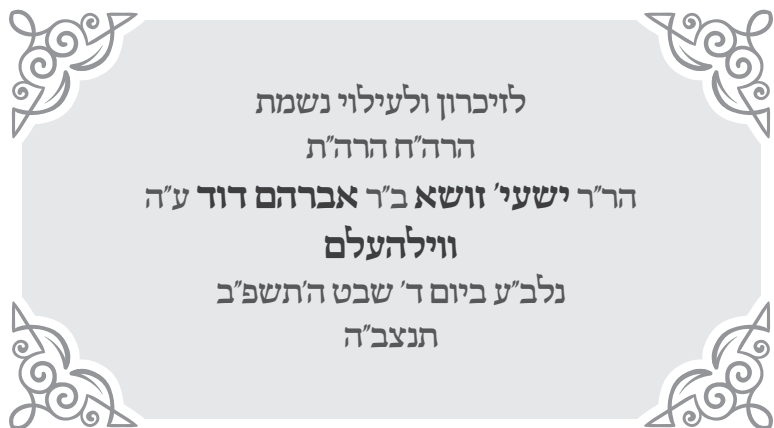 לזיכרון ולעילוי נשמת
הרה"ח הרה"ת
הר"ר ישעי' זושא ב"ר אברהם דוד ע"ה
ווילהעלם
נלב"ע ביום ד' שבט ה'תשפ"ב
תנצב"ה